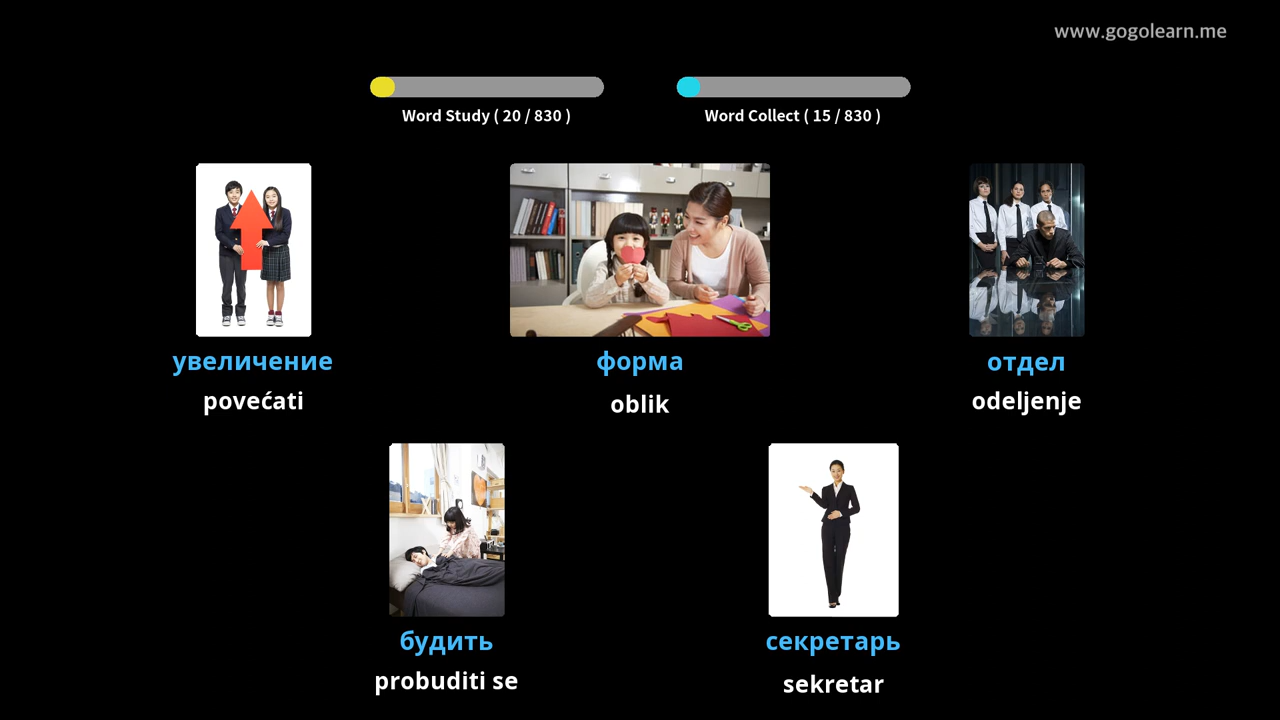 www.gogolearn.me
Word Study ( 20 / 830 )
Word Collect ( 15 / 830 )
увеличение
povećati
форма
oblik
отдел
odeljenje
будить
probuditi se
секретарь
sekretar